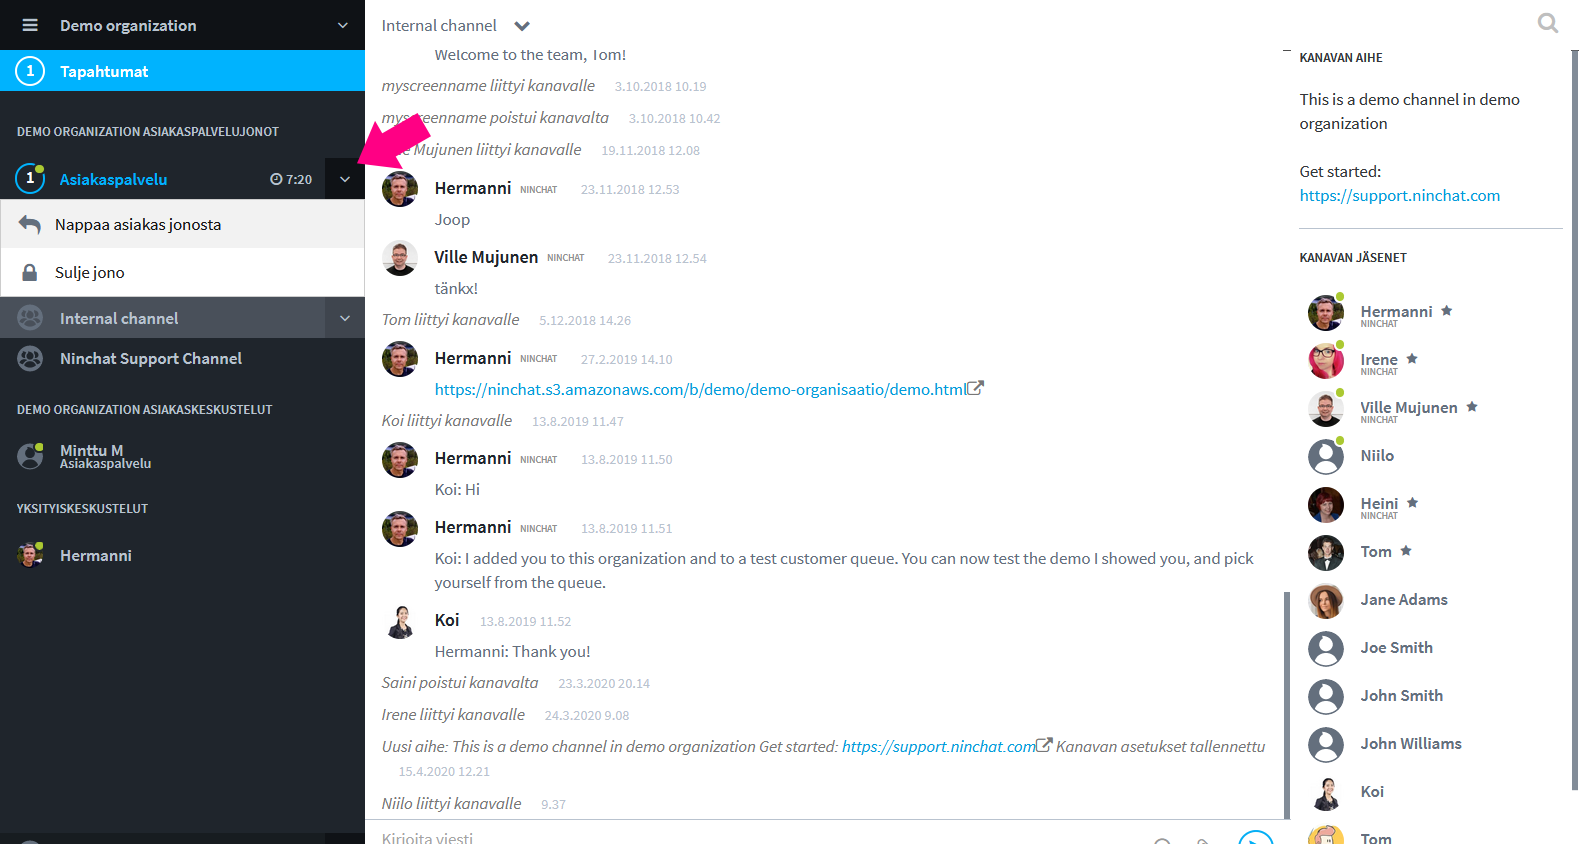 Demo organization
1 Tapahtumat
DEMO ORGANIZATION ASIAKASPALVELUJONOT
1 Asiakaspalvelu 7:20
Nappaa asiakas jonosta
Sulje jono
Internal channel
Ninchat Support Channel
DEMO ORGANIZATION ASIAKASKESKUSTELUT
Minttu M
Asiakaspalvelu
YKSITYISKESKUSTELUT
Hermanni
Internal channel
Welcome to the team, Tom!
myscreenname liittyi kanavalle 3.10.2018 10.19
myscreenname poistui kanavalta 3.10.2018 10.42
Mujunen liittyi kanavalle 19.11.2018 12.08
Hermanni NINCHAT 23.11.2018 12.53
Joop
Ville Mujunen NINCHAT 23.11.2018 12.54
tänkx!
Tom liittyi kanavalle 5.12.2018 14.26
Hermanni NINCHAT 27.2.2019 14.10
https://ninchat.s3.amazonaws.com/b/demo/demo-organisaatio/demo.html
Koi liittyi kanavalle 13.8.2019 11.47
Hermanni NINCHAT 13.8.2019 11.50
Koi: Hi
Hermanni NINCHAT 13.8.2019 11.51
Koi: I added you to this organization and to a test customer queue. You can now test the demo I showed you, and pick
yourself from the queue.
Koi 13.8.2019 11.52
Hermanni: Thank you!
Saini poistui kanavalta 23.3.2020 20.14
Irene liittyi kanavalle 24.3.2020 9.08
Uusi aihe: This is a demo channel in demo organization Get started: https://support.ninchat.com Kanavan asetukset tallennettu
15.4.2020 12.21
Niilo liittyi kanavalle 9.37
Kirjoita viesti
KANAVAN AIHE
This is a demo channel in demo
organization
Get started:
https://support.ninchat.com
KANAVAN JÄSENET
Hermanni
NINCHAT
Irene
NINCHAT
Ville Mujunen
NINCHAT
Niilo
Heini
NINCHAT
Tom
Jane Adams
Joe Smith
John Smith
John Williams
Koi
Tom